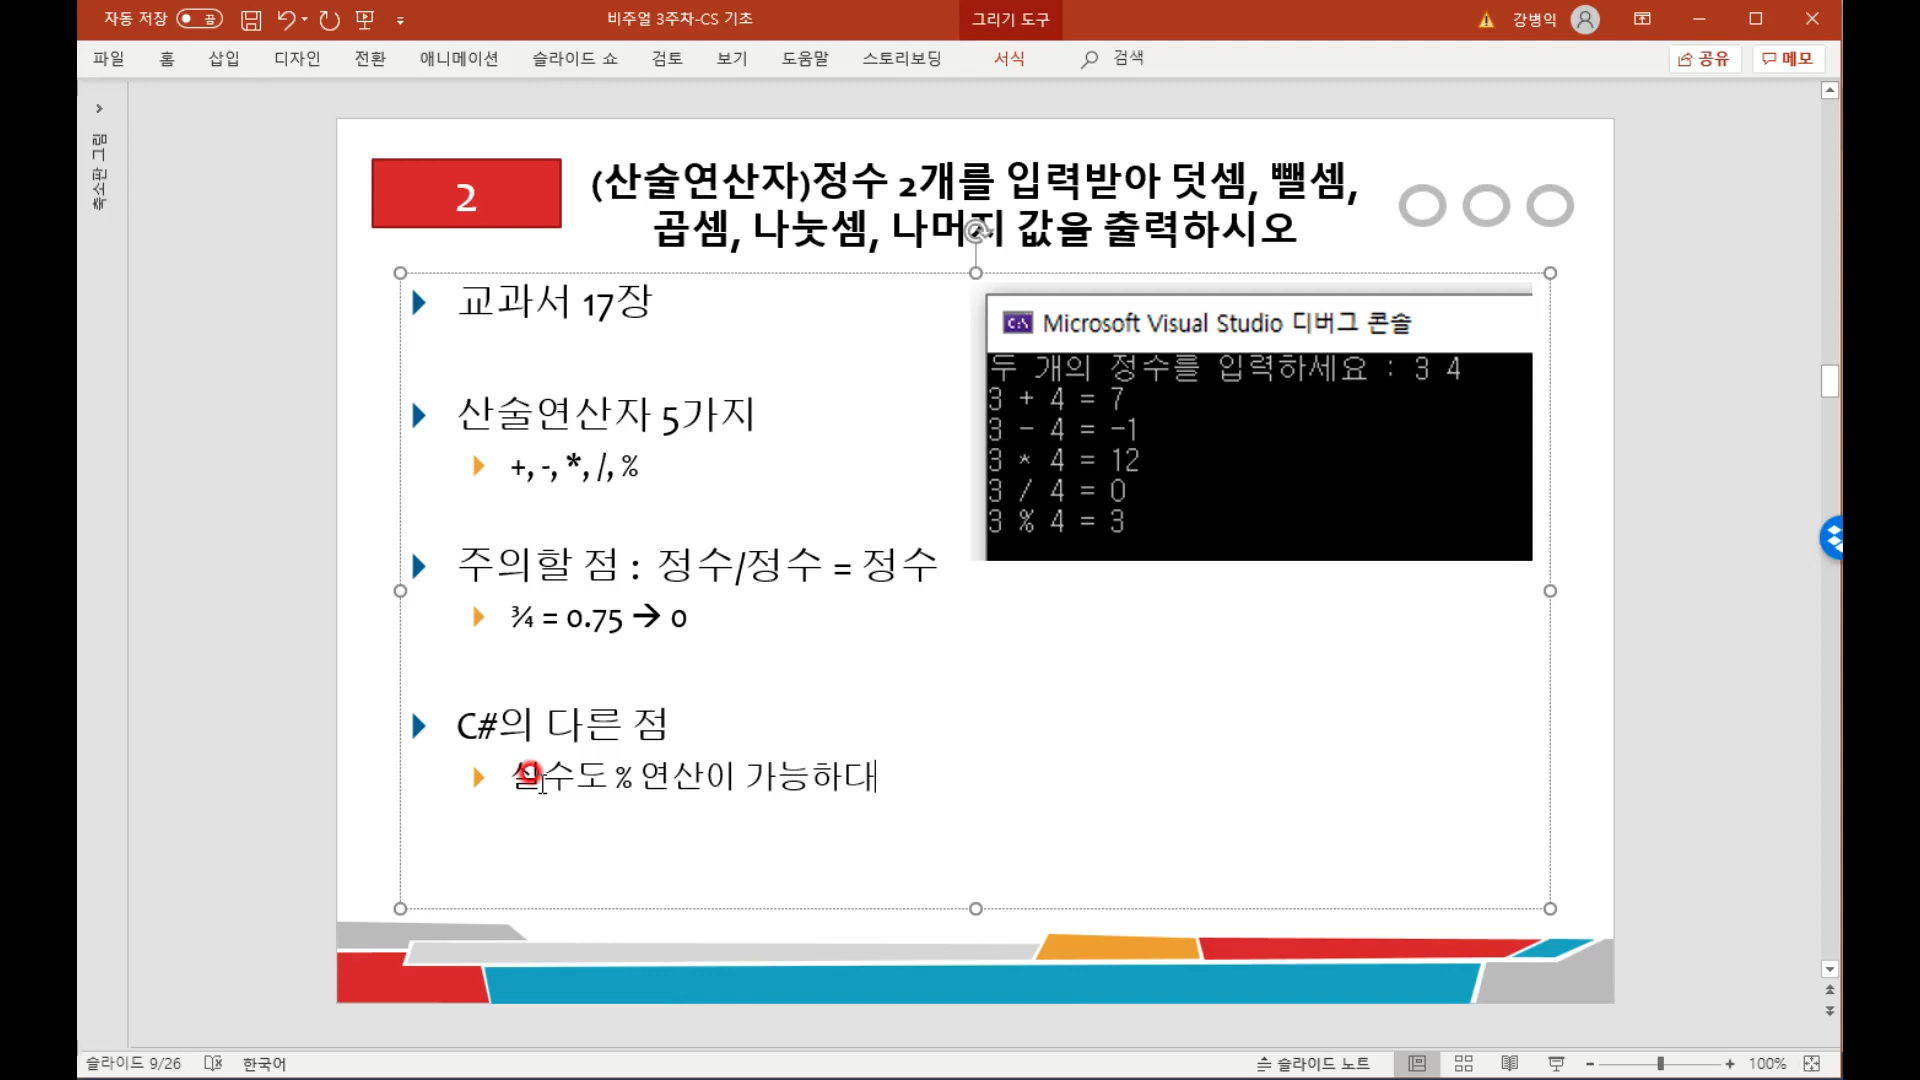 자동 저장 끔
비주얼 3주차-CS 기초
그리기 도구
강병익
파일 홈 삽입 디자인 전환 애니메이션 슬라이드 쇼 검토 보기 도움말 스토리보딩 서식 검색
공유 메모
축소판 그림
2
(산술연산자)정수 2개를 입력받아 덧셈, 뺄셈,
곱셈, 나눗셈, 나머지 값을 출력하시오
교과서 17장
산술연산자 5가지
+, -, *, /, %
주의할 점 : 정수/정수 = 정수
¾ = 0.75 → 0
C#의 다른 점
실수도 % 연산이 가능하다
C:\ Microsoft Visual Studio 디버그 콘솔
두 개의 정수를 입력하세요 : 3 4
3 + 4 = 7
3 - 4 = -1
3 * 4 = 12
3 / 4 = 0
3 % 4 = 3
슬라이드 9/26 한국어
슬라이드 노트
100%